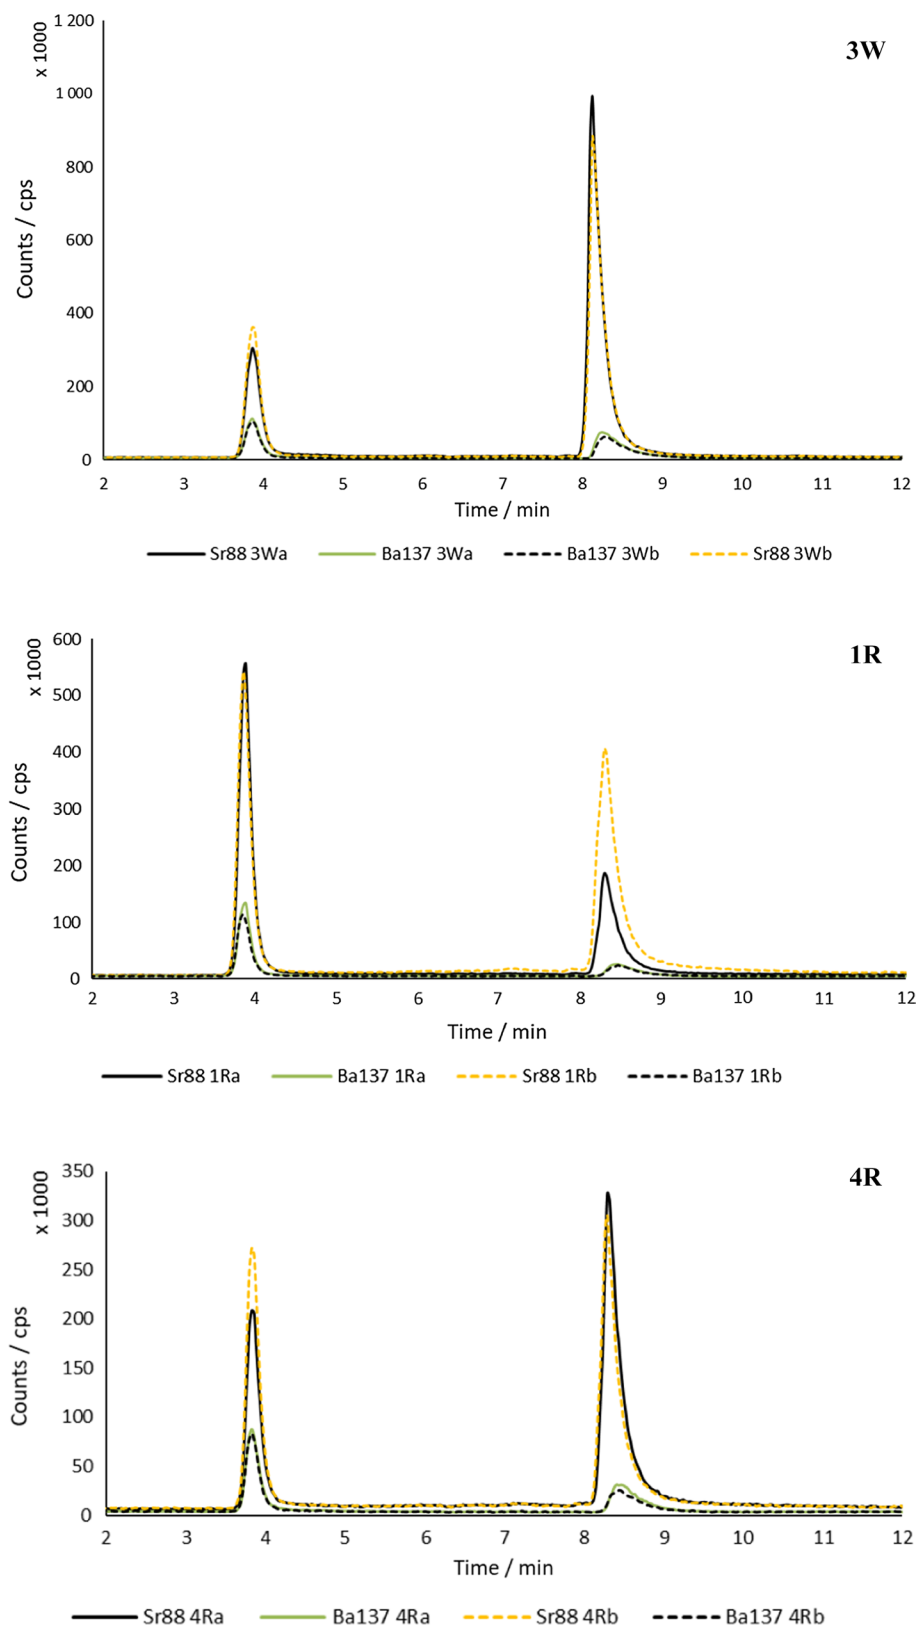 x 1000
3W
Counts / cps
1 200
1 000
800
600
400
200
0
2 3 4 5 6 7 8 9 10 11 12
Time / min
Sr88 3Wa Ba137 3Wa Ba137 3Wb Sr88 3Wb
x 1000
1R
Counts / cps
600
500
400
300
200
100
0
2 3 4 5 6 7 8 9 10 11 12
Time / min
Sr88 1Ra Ba137 1Ra Sr88 1Rb Ba137 1Rb
x 1000
4R
Counts / cps
350
300
250
200
150
100
50
0
2 3 4 5 6 7 8 9 10 11 12
Time / min
Sr88 4Ra Ba137 4Ra Sr88 4Rb Ba137 4Rb